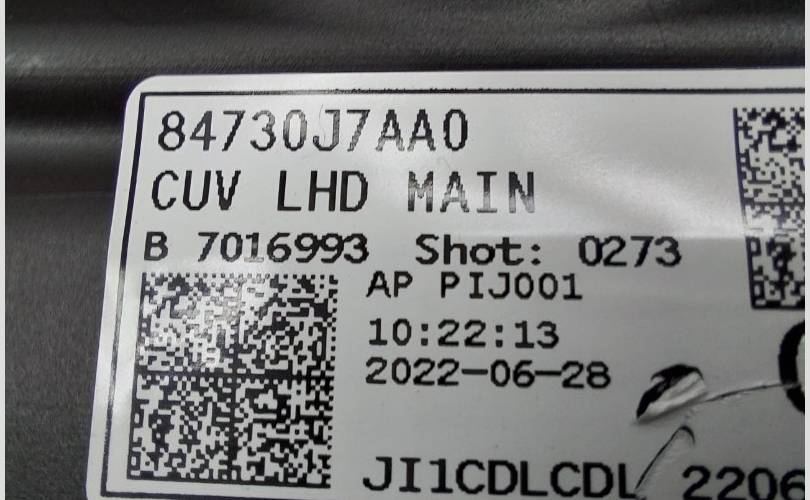 84730J7AA0
CUV LHD MAIN
B 7016993 Shot: 0273
AP PIJ001
10:22:13
2022-06-28
JI1CDLCDL 2206